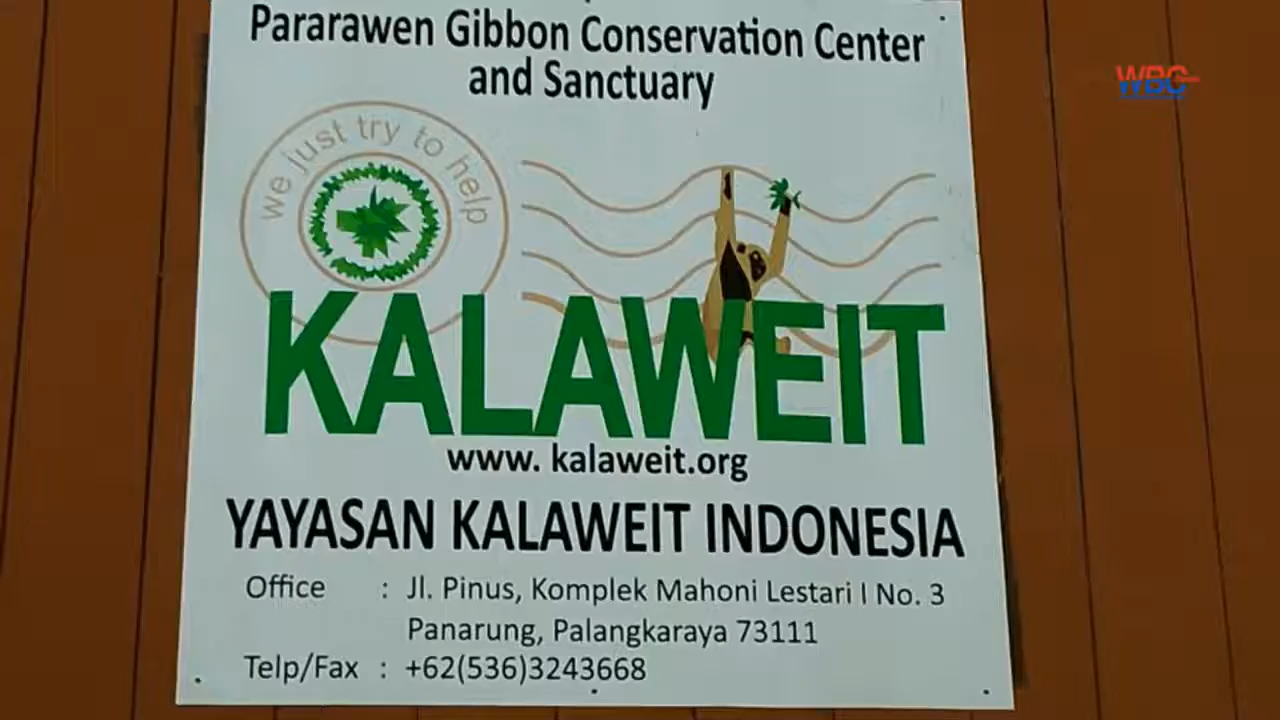 Pararawen Gibbon Conservation Center
and Sanctuary
WBC
we just try to help
KALAWEIT
www. kalaweit.org
YAYASAN KALAWEIT INDONESIA
Office : Jl. Pinus, Komplek Mahoni Lestari I No. 3
Panarung, Palangkaraya 73111
Telp/Fax : +62(536)3243668